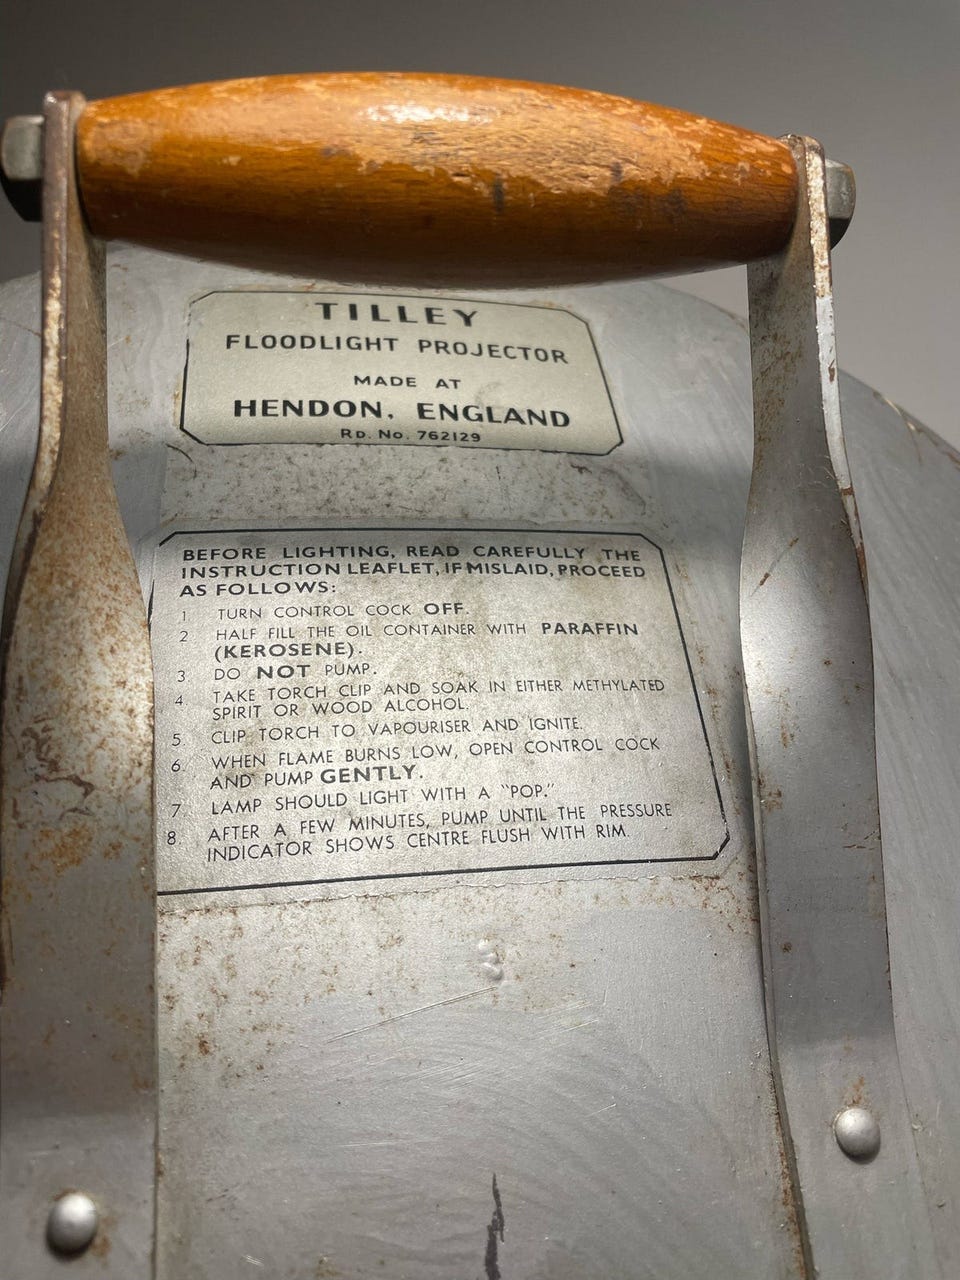 TILLEY
FLOODLIGHT PROJECTOR
MADE AT
HENDON, ENGLAND
RD. NO. 762129
BEFORE LIGHTING, READ CAREFULLY THE
INSTRUCTION LEAFLET, IF MISLAID, PROCEED
AS FOLLOWS:
1 TURN CONTROL COCK OFF.
2 HALF FILL THE OIL CONTAINER WITH PARAFFIN
(KEROSENE).
3 DO NOT PUMP.
4 TAKE TORCH CLIP AND SOAK IN EITHER METHYLATED
SPIRIT OR WOOD ALCOHOL.
5. CLIP TORCH TO VAPOURISER AND IGNITE.
6. WHEN FLAME BURNS LOW, OPEN CONTROL COCK
AND PUMP GENTLY.
7 LAMP SHOULD LIGHT WITH A "POP."
8. AFTER A FEW MINUTES, PUMP UNTIL THE PRESSURE
INDICATOR SHOWS CENTRE FLUSH WITH RIM.